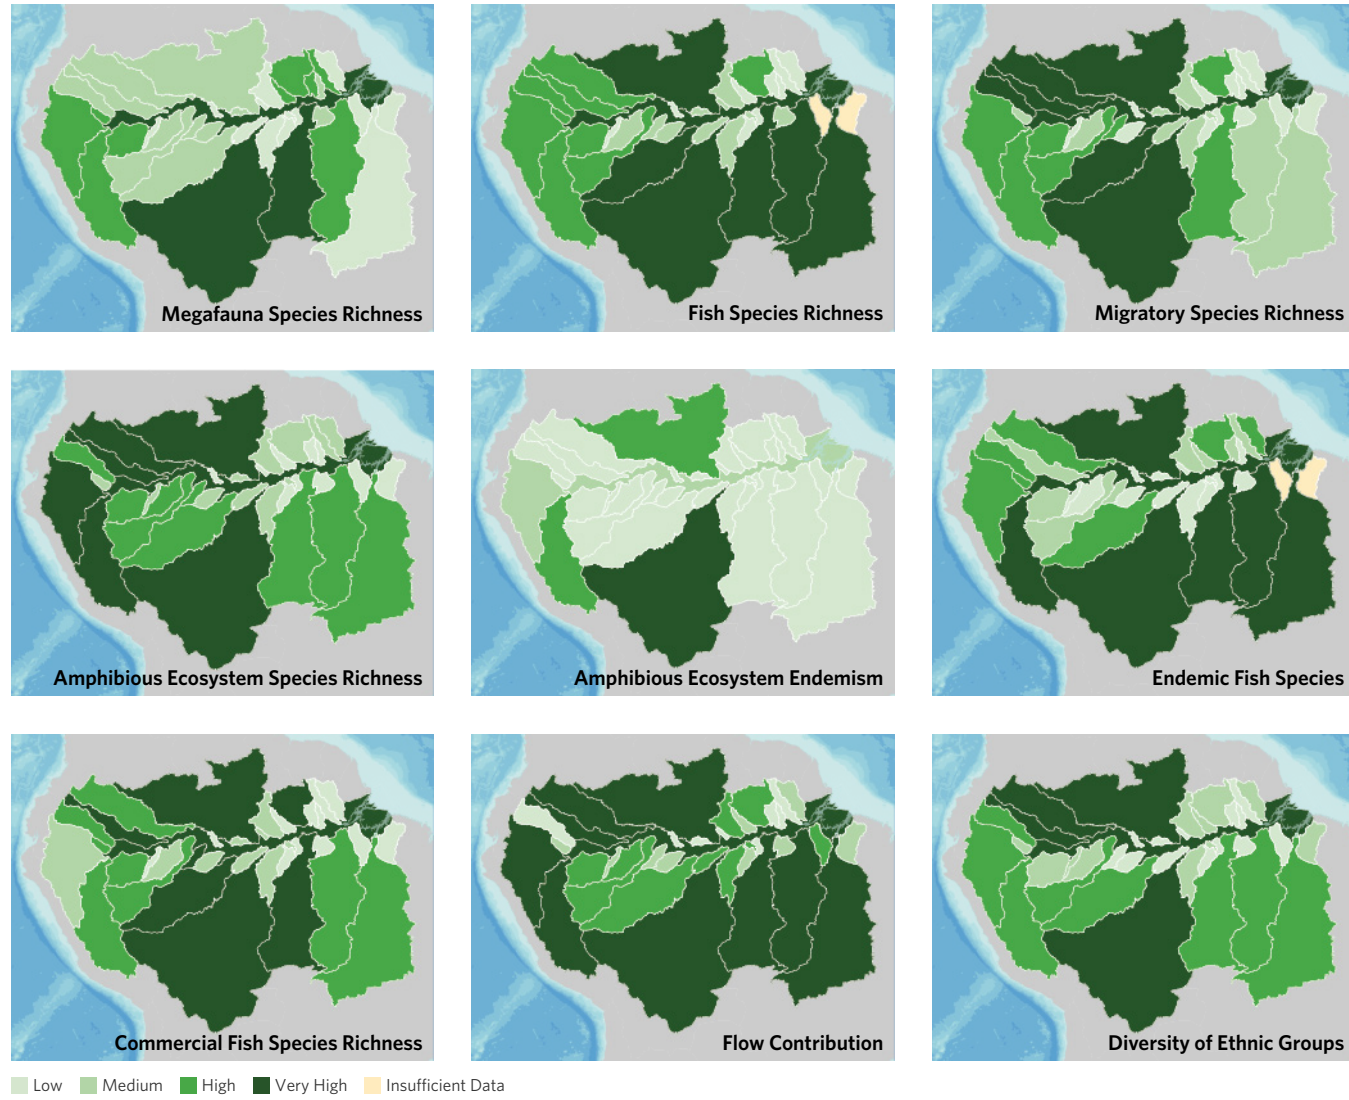 Megafauna Species Richness
Fish Species Richness
Migratory Species Richness
Amphibious Ecosystem Species Richness
Amphibious Ecosystem Endemism
Endemic Fish Species
Commercial Fish Species Richness
Flow Contribution
Diversity of Ethnic Groups
Low Medium High Very High Insufficient Data